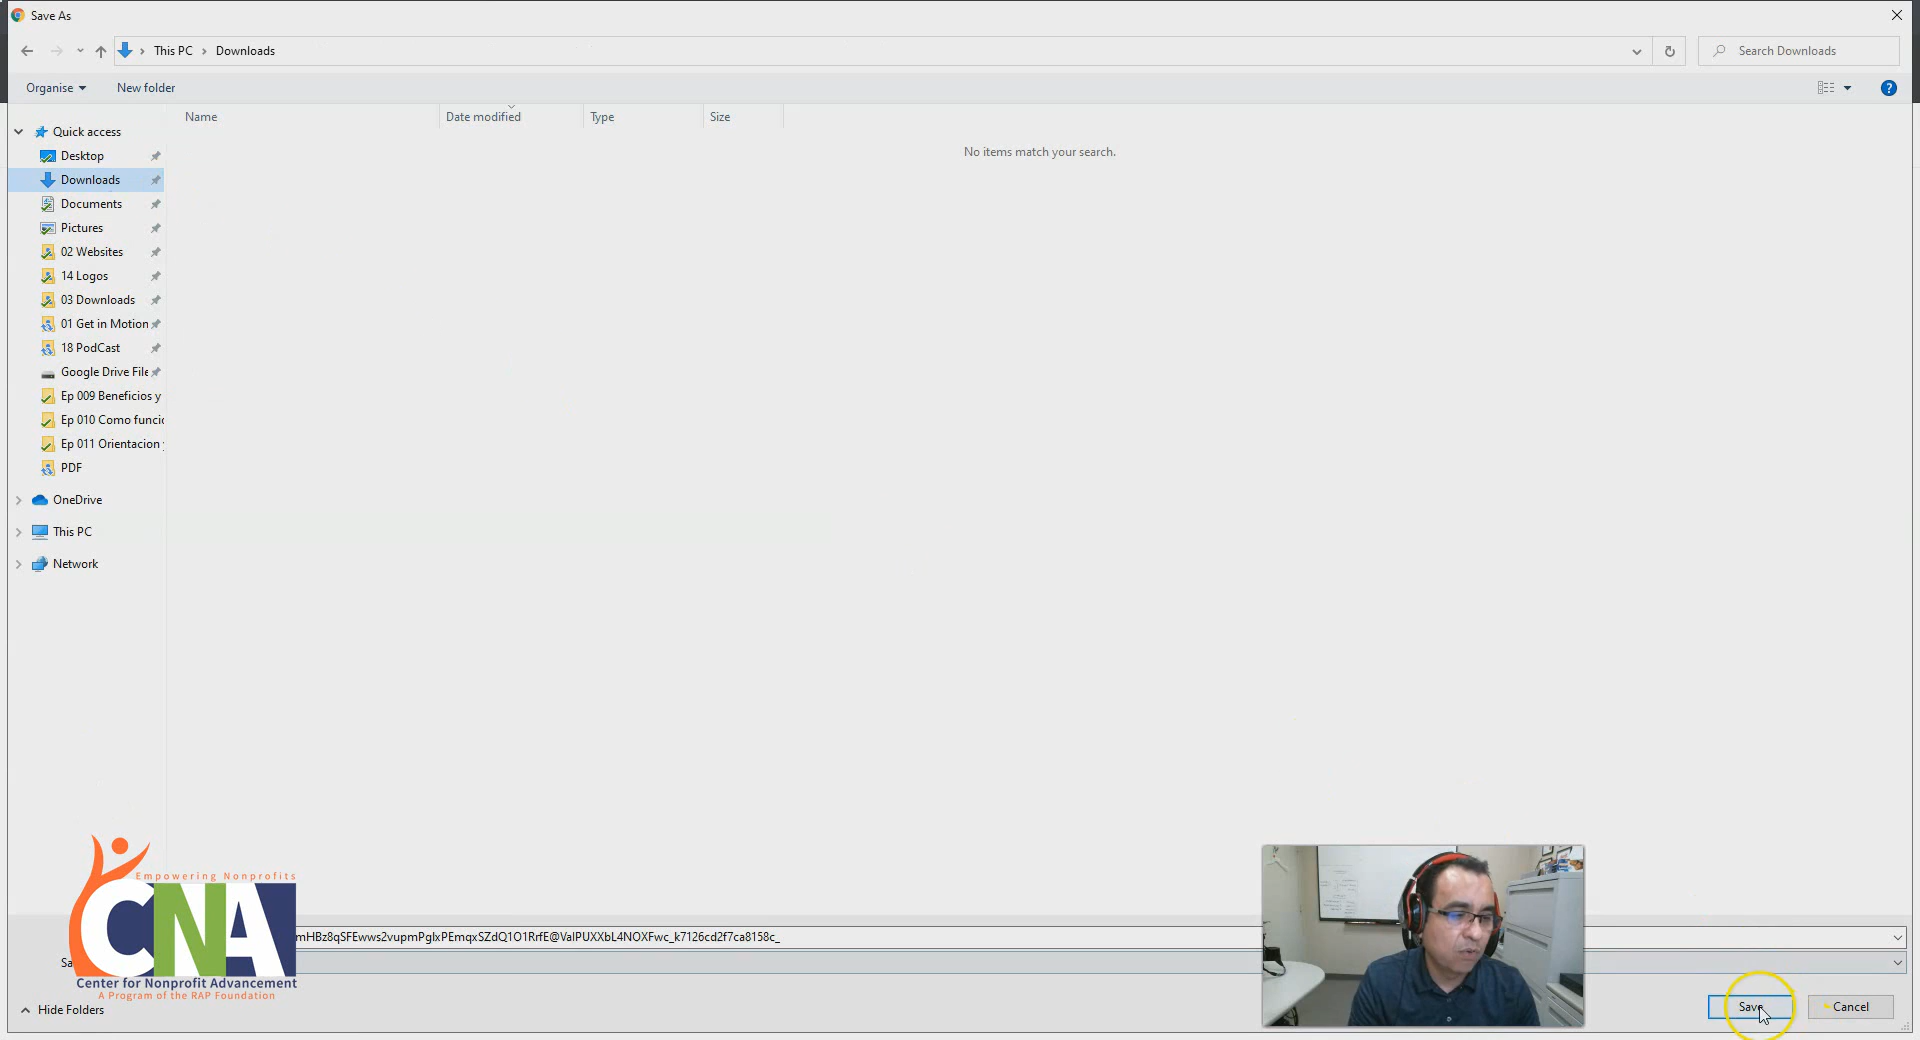 Save As
This PC > Downloads
Search Downloads
Organise
New folder
Name
Date modified
Type
Size
No items match your search.
Quick access
Desktop
Downloads
Documents
Pictures
02 Websites
14 Logos
03 Downloads
01 Get in Motion
18 PodCast
Google Drive File
Ep 009 Beneficios y
Ep 010 Como funcio
Ep 011 Orientacion
PDF
OneDrive
This PC
Network
Empowering Nonprofits
CNA
Center for Nonprofit Advancement
A Program of the RAP Foundation
Sa
Hide Folders
Save
Cancel